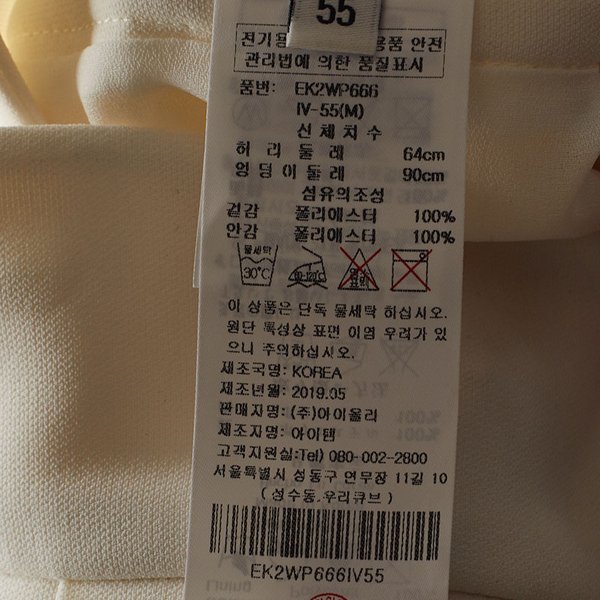 55
전기용 용품 안전
관리법에 의한 품질표시
품번: EK2WP666
IV-55(M)
신체치수
허리둘레 64cm
엉덩이둘레 90cm
섬유의조성
겉감 폴리에스터 100%
안감 폴리에스터 100%
물세탁
30°C 80-120°C 염소표백
이 상품은 단독 물세탁 하십시오.
원단 특성상 표면 이염 우려가 있
으니 주의하십시오.
제조국명: KOREA
제조년월: 2019.05
판매자명: (주)아이올리
제조자명: 아이템
고객지원실: Tel) 080-002-2800
서울특별시 성동구 연무장 11길 10
(성수동,우리큐브)
EK2WP666IV55